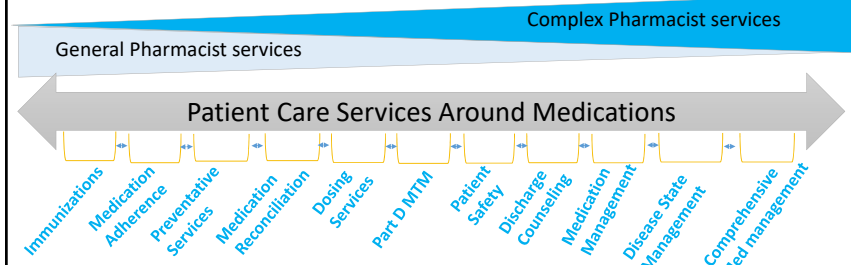 Complex Pharmacist services
General Pharmacist services
Patient Care Services Around Medications
Immunizations
Medication
Adherence
Preventative
Services
Medication
Reconciliation
Dosing
Services
Part D MTM
Patient
Safety
Discharge
Counseling
Medication
Management
Disease State
Management
Comprehensive
ed management